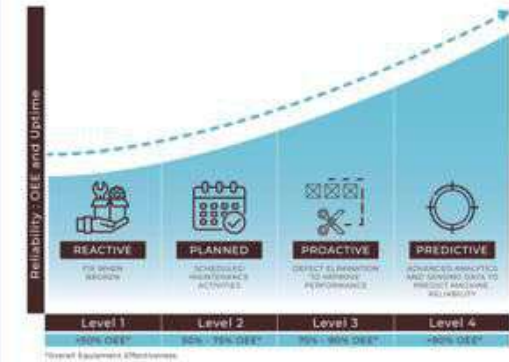 Reliability : OEE and Uptime
REACTIVE
FIX WHEN
BROKEN
PLANNED
SCHEDULED
MAINTENANCE
ACTIVITIES
PROACTIVE
DEFECT ELIMINATION
TO IMPROVE
PERFORMANCE
PREDICTIVE
ADVANCED ANALYTICS
AND SENSING DATA TO
PREDICT MACHINE
RELIABILITY
Level 1
Level 2
Level 3
Level 4
50% - 75% OEE*
75% - 90% OEE*
>90% OEE*
*Overall Equipment Effectiveness